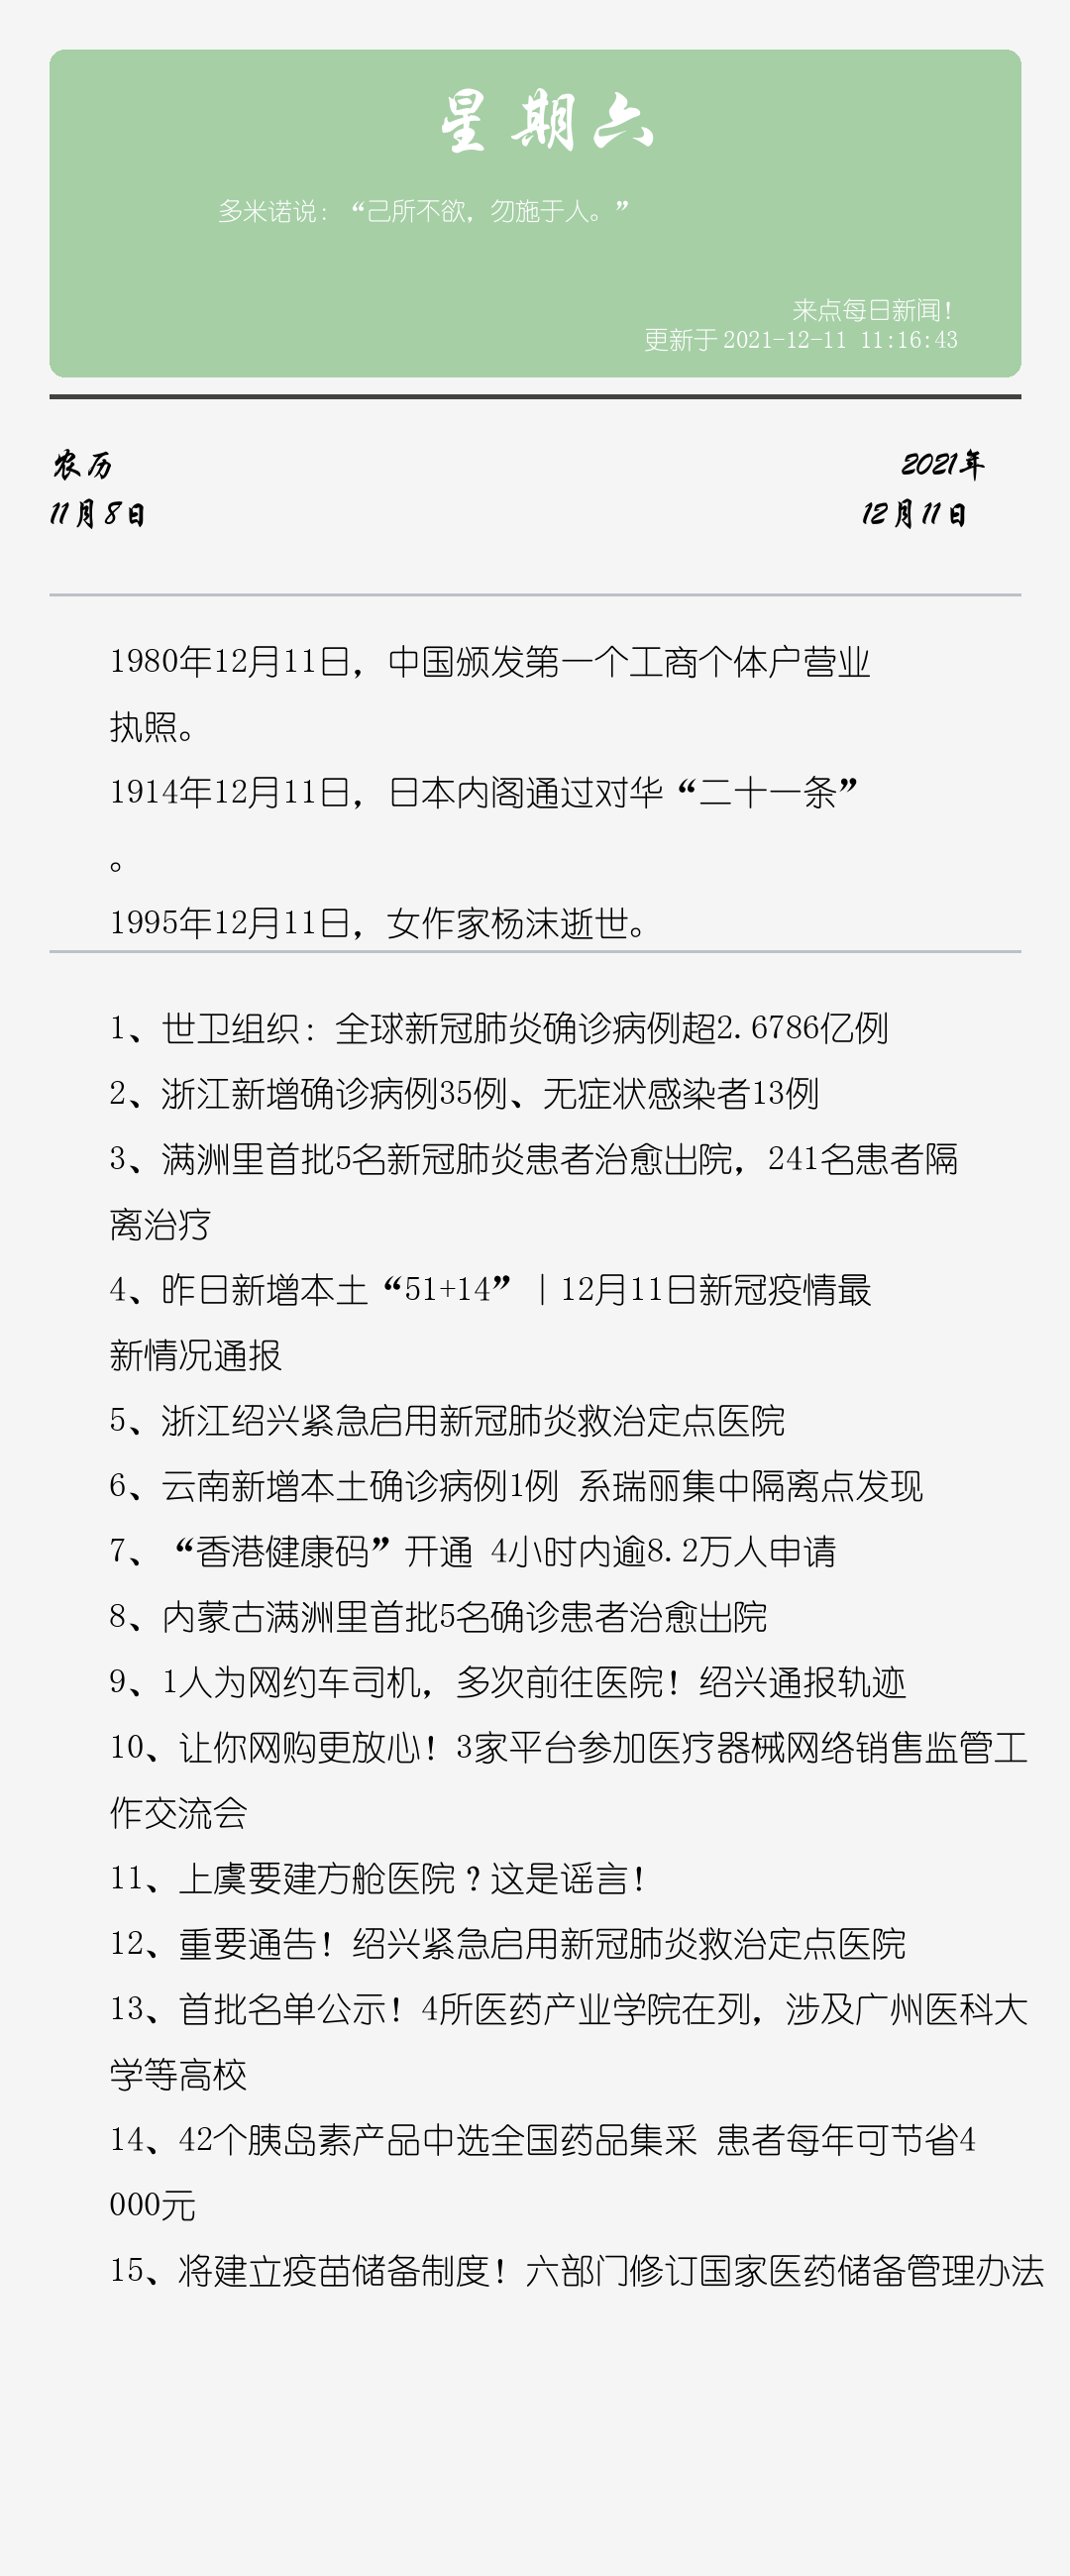 星期六
多米诺说：“己所不欲，勿施于人。”
来点每日新闻！
更新于 2021-12-11 11:16:43
农历
2021年
11月8日
12月11日
1980年12月11日，中国颁发第一个工商个体户营业
执照。
1914年12月11日，日本内阁通过对华“二十一条”
。
1995年12月11日，女作家杨沫逝世。
1、世卫组织：全球新冠肺炎确诊病例超2.6786亿例
2、浙江新增确诊病例35例、无症状感染者13例
3、满洲里首批5名新冠肺炎患者治愈出院，241名患者隔
离治疗
4、昨日新增本土“51+14”｜12月11日新冠疫情最
新情况通报
5、浙江绍兴紧急启用新冠肺炎救治定点医院
6、云南新增本土确诊病例1例 系瑞丽集中隔离点发现
7、“香港健康码”开通 4小时内逾8.2万人申请
8、内蒙古满洲里首批5名确诊患者治愈出院
9、1人为网约车司机，多次前往医院！绍兴通报轨迹
10、让你网购更放心！3家平台参加医疗器械网络销售监管工
作交流会
11、上虞要建方舱医院？这是谣言！
12、重要通告！绍兴紧急启用新冠肺炎救治定点医院
13、首批名单公示！4所医药产业学院在列，涉及广州医科大
学等高校
14、42个胰岛素产品中选全国药品集采 患者每年可节省4
000元
15、将建立疫苗储备制度！六部门修订国家医药储备管理办法